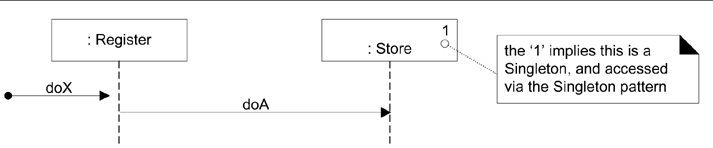 : Register
1
: Store
the ‘1’ implies this is a
Singleton, and accessed
via the Singleton pattern
doX
doA